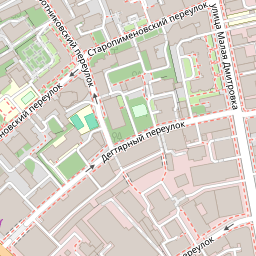 отниковский переулок
Старопименовский переулок
улица Малая Дмитровка
новский переулок
Дегтярный переулок
переулок